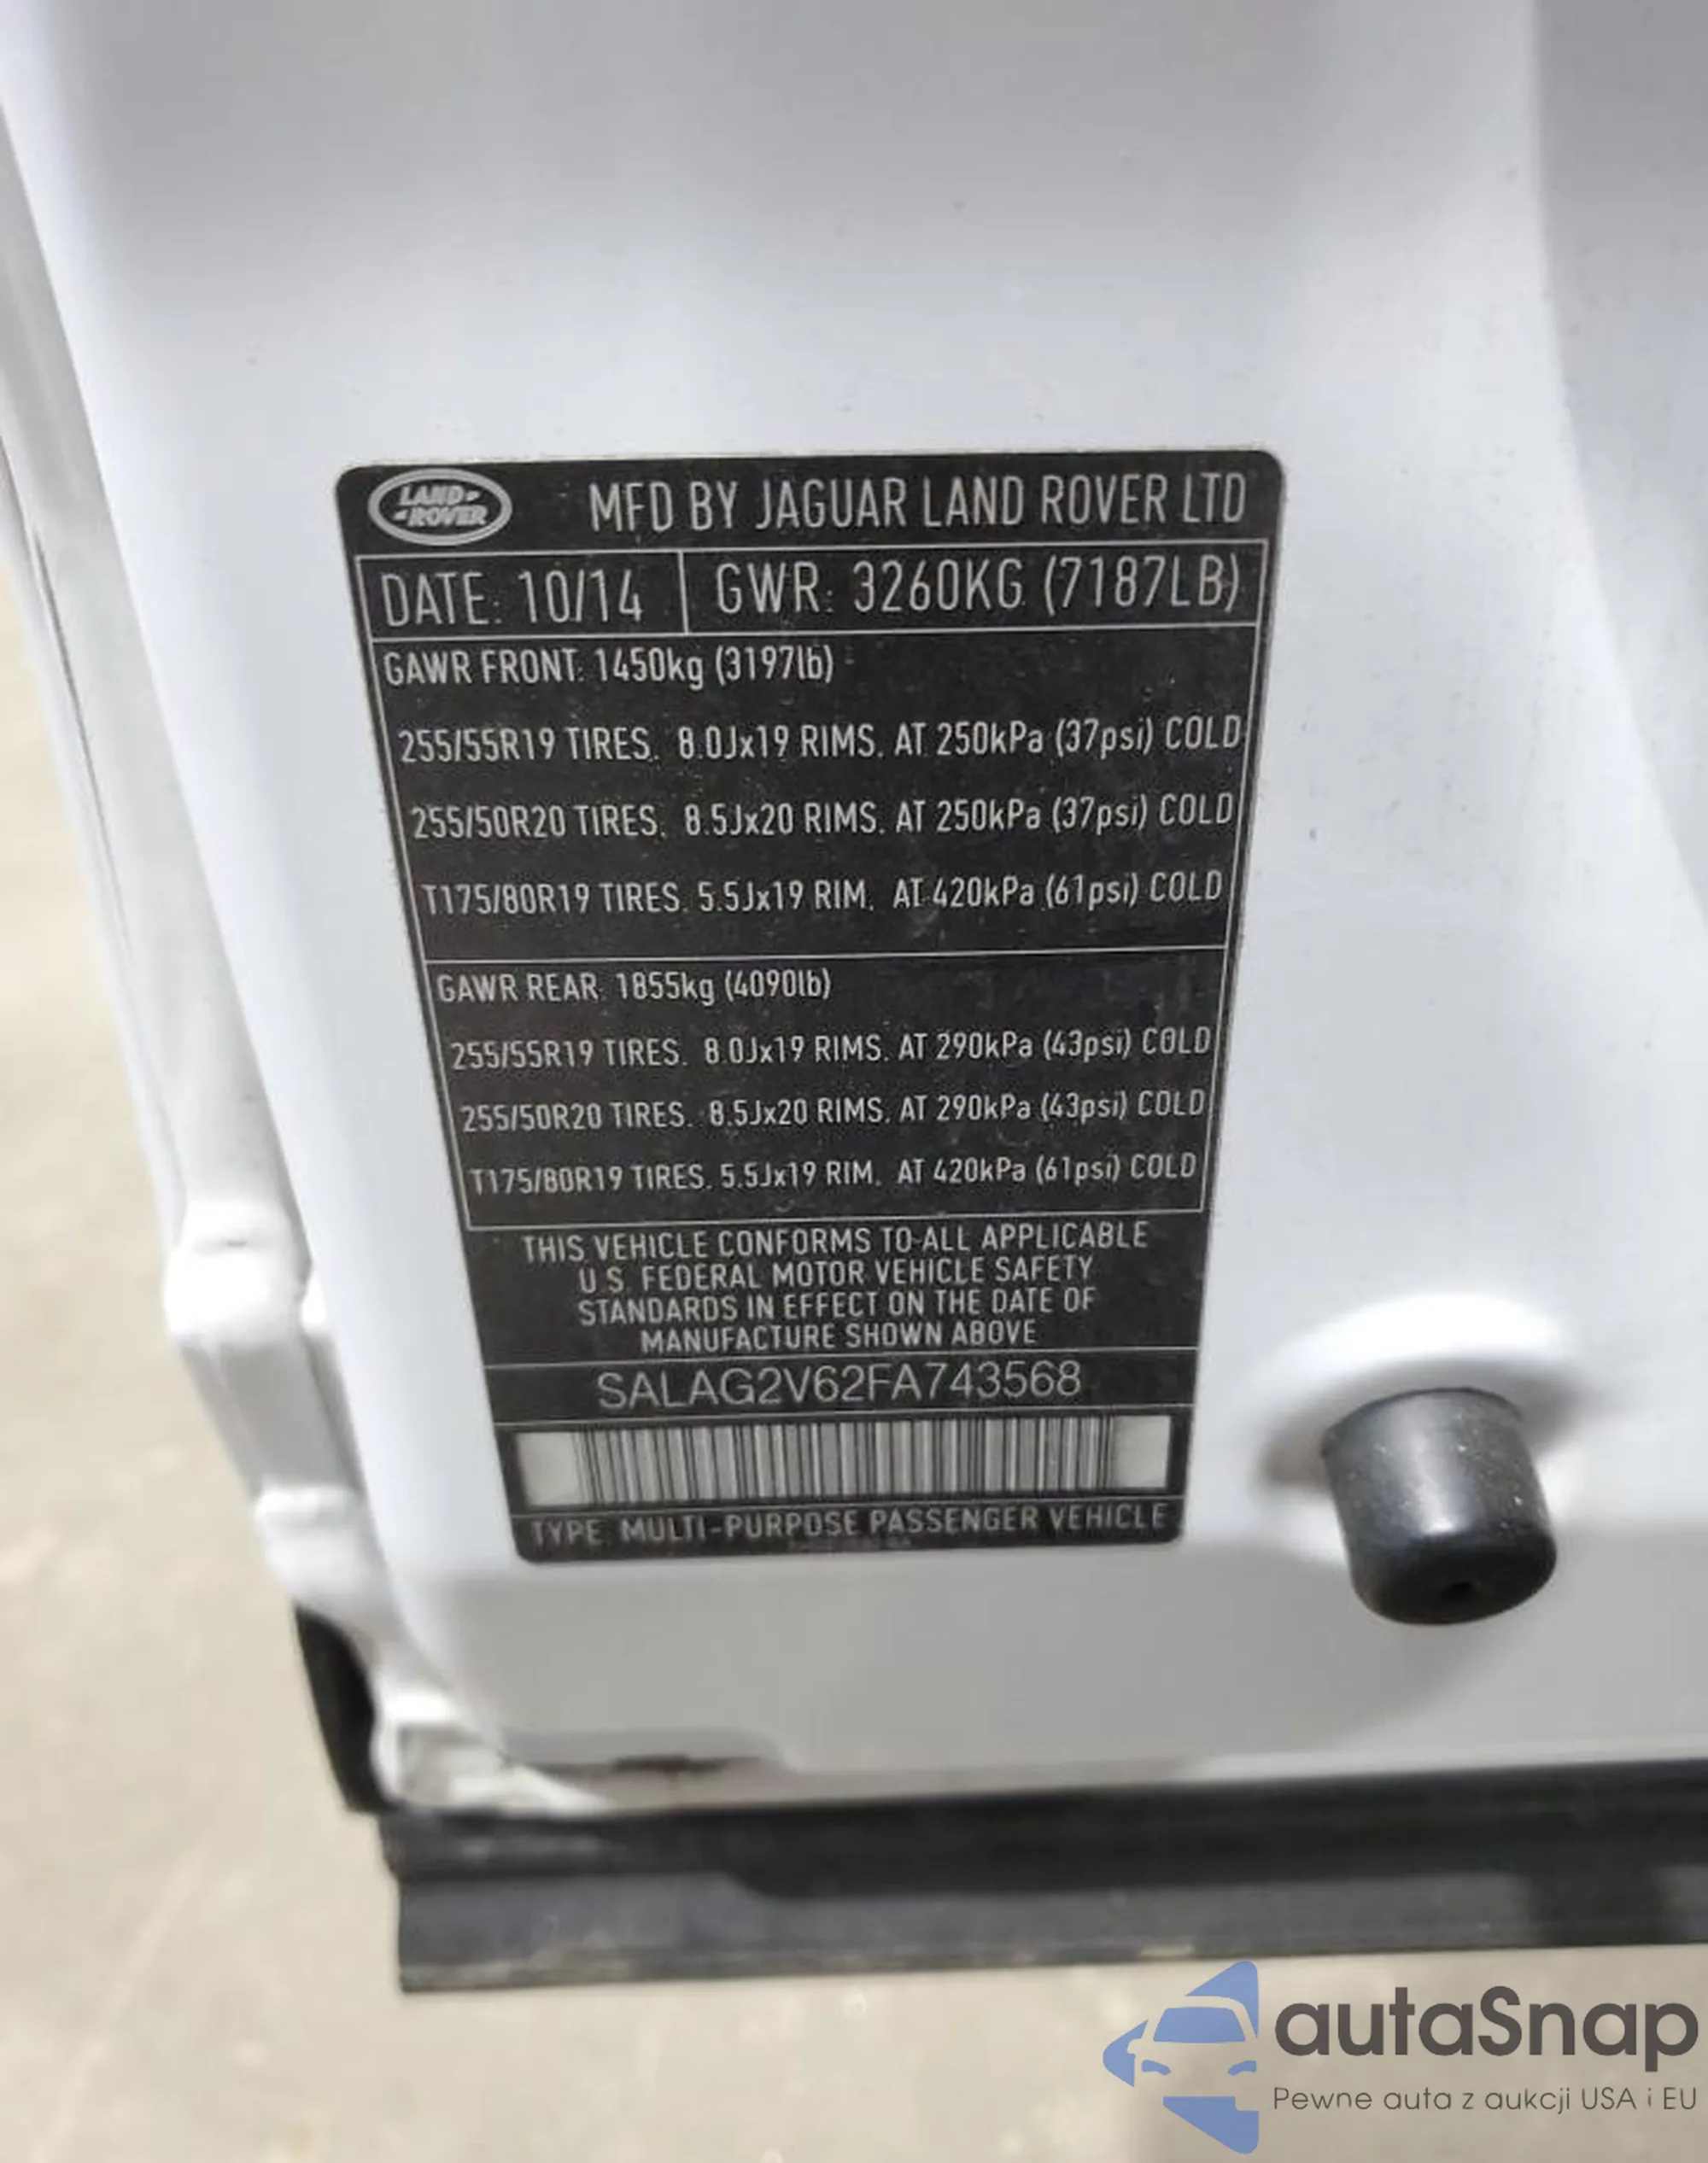 LAND-
-ROVER
MFD BY JAGUAR LAND ROVER LTD
DATE: 10/14 GWR: 3260KG (7187LB)
GAWR FRONT: 1450kg (3197lb)
255/55R19 TIRES. 8.0Jx19 RIMS. AT 250kPa (37psi) COLD
255/50R20 TIRES. 8.5Jx20 RIMS. AT 250kPa (37psi) COLD
T175/80R19 TIRES. 5.5Jx19 RIM. AT 420kPa (61psi) COLD
GAWR REAR: 1855kg (4090lb)
255/55R19 TIRES. 8.0Jx19 RIMS. AT 290kPa (43psi) COLD
255/50R20 TIRES. 8.5Jx20 RIMS. AT 290kPa (43psi) COLD
T175/80R19 TIRES. 5.5Jx19 RIM. AT 420kPa (61psi) COLD
THIS VEHICLE CONFORMS TO ALL APPLICABLE
U.S. FEDERAL MOTOR VEHICLE SAFETY
STANDARDS IN EFFECT ON THE DATE OF
MANUFACTURE SHOWN ABOVE
SALAG2V62FA743568
TYPE: MULTI-PURPOSE PASSENGER VEHICLE
autaSnap
Pewne auta z aukcji USA i EU